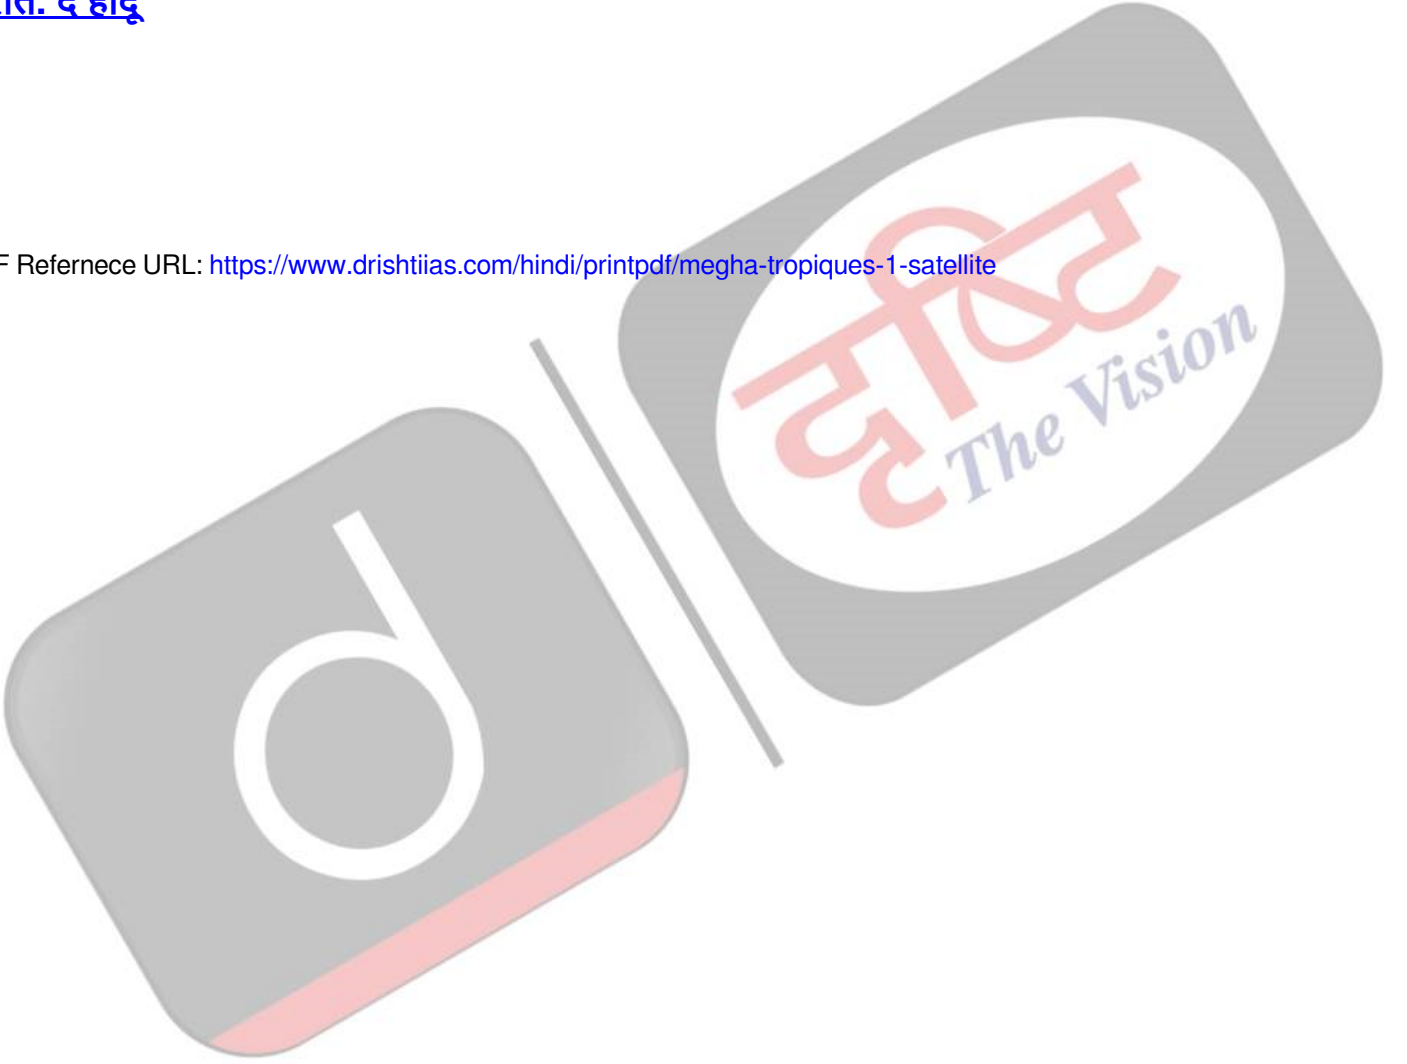 द हिंदू
F Refernece URL: https://www.drishtiias.com/hindi/printpdf/megha-tropiques-1-satellite
दृष्टि
The Vision
d